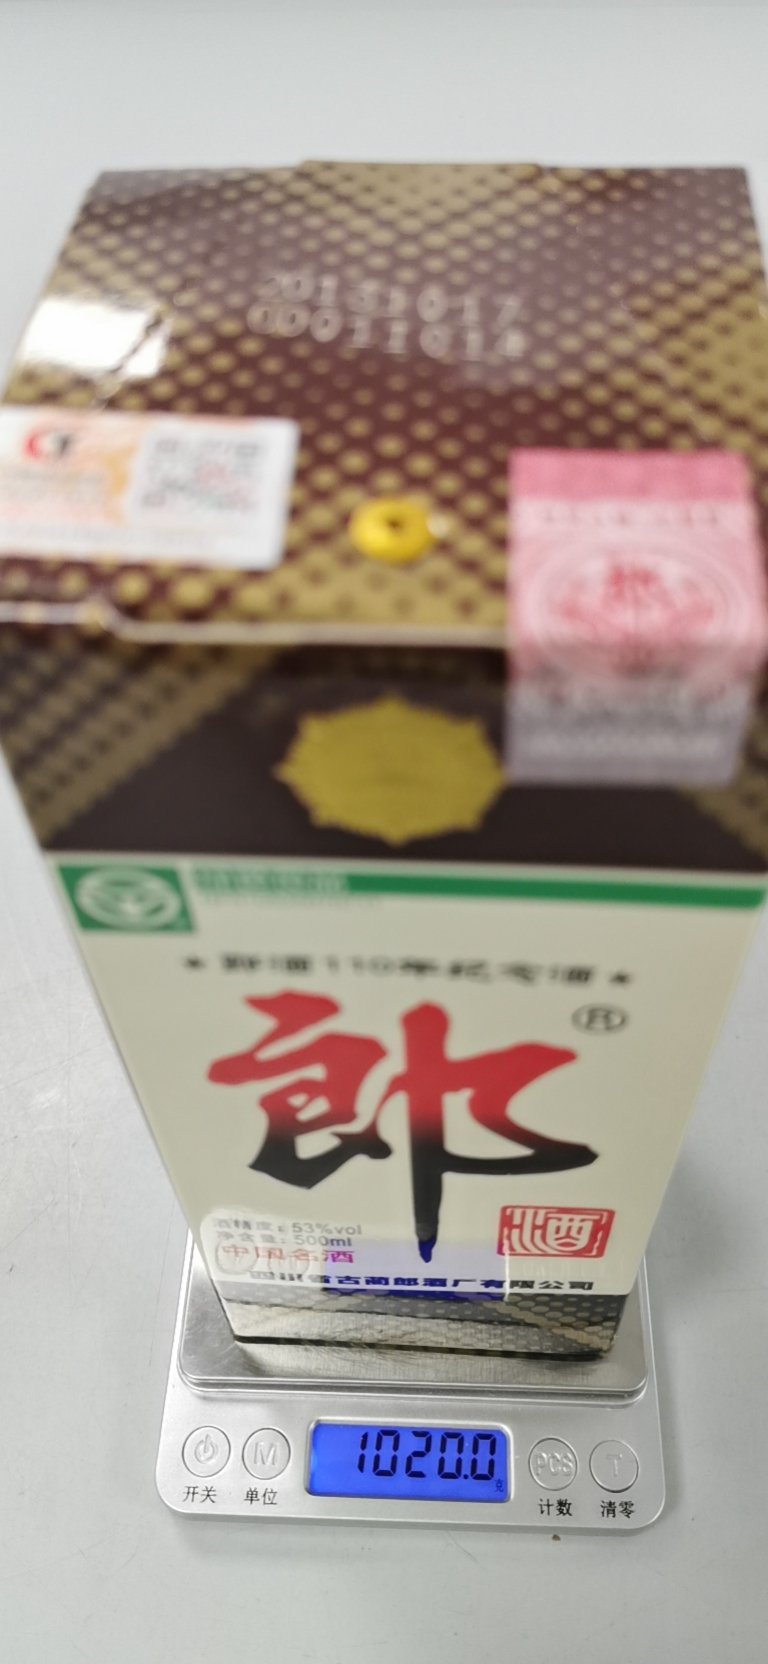 20131017
00011014
郎酒110年纪念酒
郎®
酒
酒精度：53%vol
净含量：500ml
中国名酒
四川省古蔺郎酒厂有限公司
1020.0
克
M
PCS
T
开关
单位
计数
清零